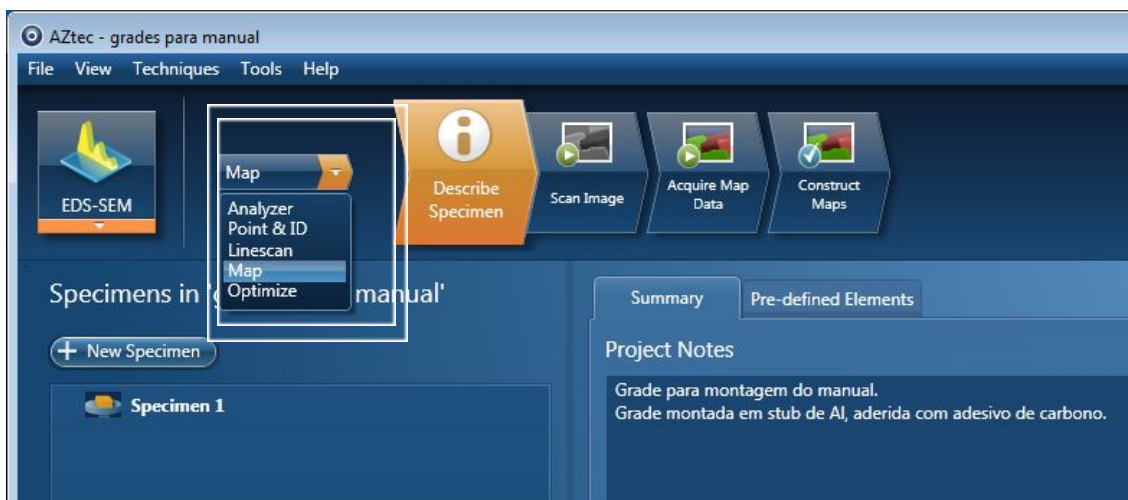 AZtec - grades para manual
File View Techniques Tools Help
EDS-SEM
Map
Analyzer
Point & ID
Linescan
Map
Optimize
Describe
Specimen
Scan Image
Acquire Map
Data
Construct
Maps
Specimens in 'g manual'
+ New Specimen
Specimen 1
Summary
Pre-defined Elements
Project Notes
Grade para montagem do manual.
Grade montada em stub de Al, aderida com adesivo de carbono.